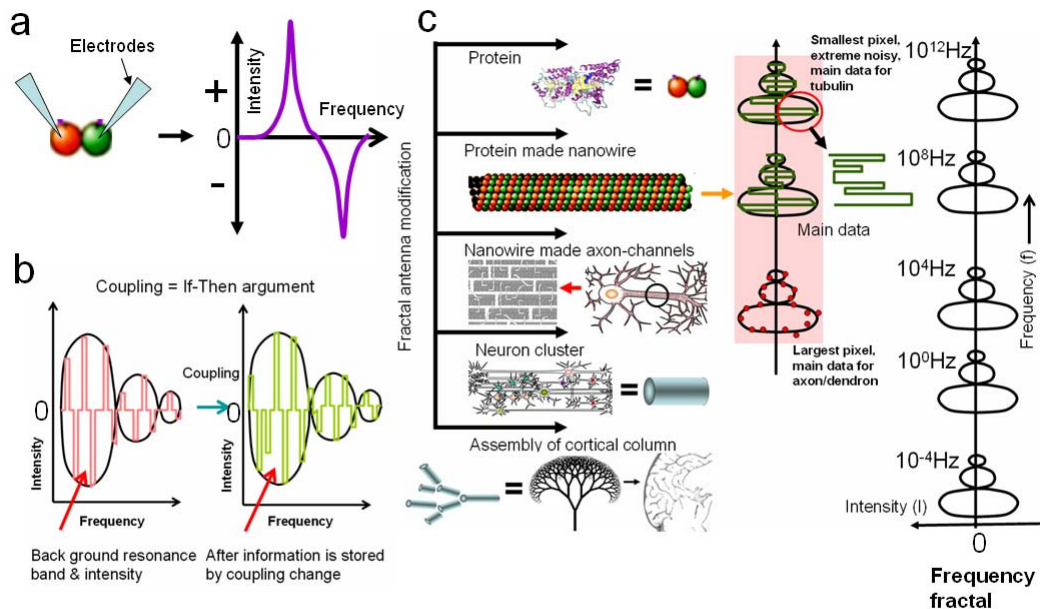 a
Electrodes
Intensity
Frequency
+
0
-
b
Coupling = If-Then argument
Coupling
0
0
Intensity
Intensity
Frequency
Frequency
Back ground resonance
band & intensity
After information is stored
by coupling change
c
Fractal antenna modification
Protein
=
Protein made nanowire
Nanowire made axon-channels
Neuron cluster
=
Assembly of cortical column
=
Smallest pixel,
extreme noisy,
main data for
tubulin
Main data
Largest pixel,
main data for
axon/dendron
10¹²Hz
10⁸Hz
10⁴Hz
10⁰Hz
10⁻⁴Hz
Frequency (f)
Intensity (I)
0
Frequency
fractal